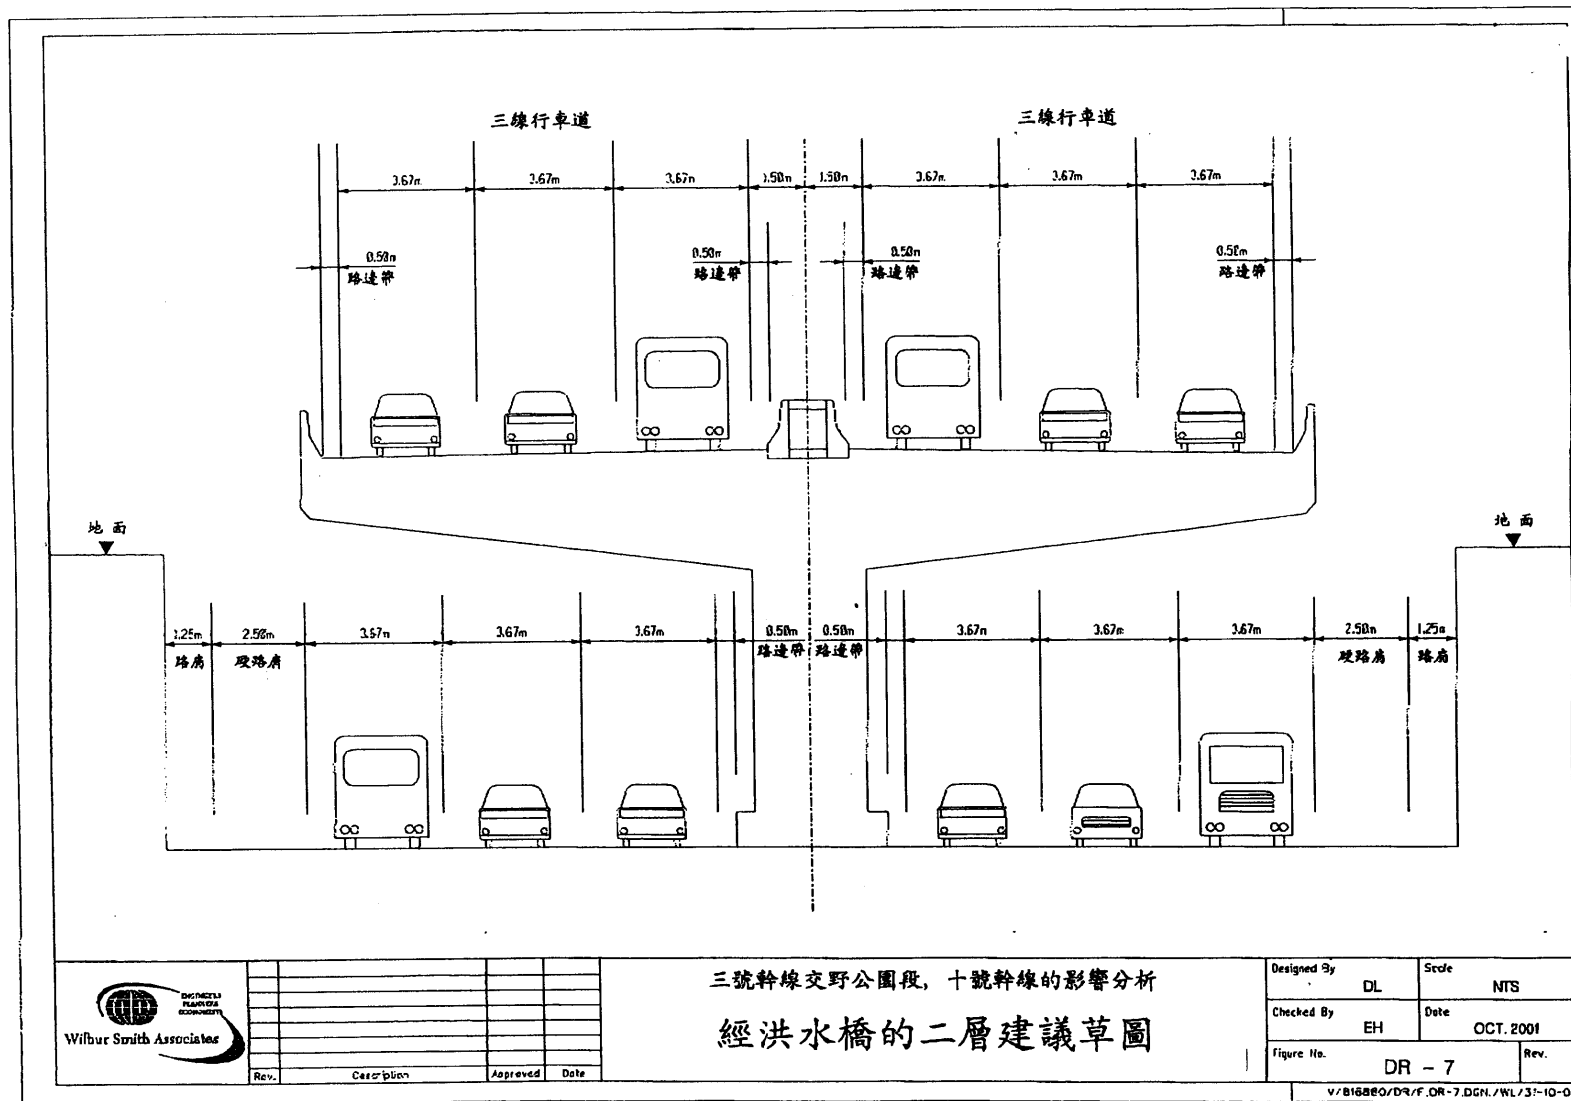 三線行車道 三線行車道
3.67m 3.67m 3.67m 1.50m 1.50m 3.67m 3.67m 3.67m
0.50m 0.50m 0.50m 0.50m
路邊帶 路邊帶 路邊帶 路邊帶
地面 地面
1.25m 2.50m 3.67m 3.67m 3.67m 0.50m 0.50m 3.67m 3.67m 3.67m 2.50m 1.25m
路肩 硬路肩 路邊帶 路邊帶 硬路肩 路肩
ENGINEERS
PLANNERS
ECONOMISTS
Wilbur Smith Associates
Rev. Description Approved Date
三號幹線交野公園段, 十號幹線的影響分析
經洪水橋的二層建議草圖
Designed By DL
Scale NTS
Checked By EH
Date OCT. 2001
Figure No. DR - 7
Rev.